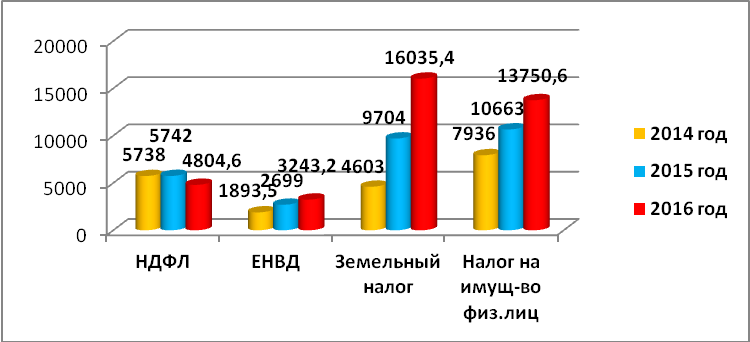 20000
15000
10000
5000
0
5738
5742
4804,6
1893,5
2699
3243,2
4603
9704
16035,4
7936
10663
13750,6
НДФЛ
ЕНВД
Земельный
налог
Налог на
имущ-во
физ.лиц
2014 год
2015 год
2016 год